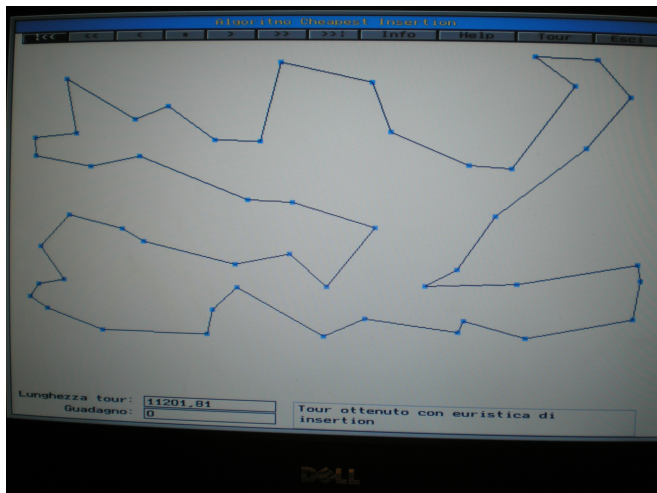 Algoritmo Cheapest Insertion
|<< << < * > >> >>| Info Help Tour Esci
Lunghezza tour: 11201,81
Guadagno: 0
Tour ottenuto con euristica di
insertion
DELL